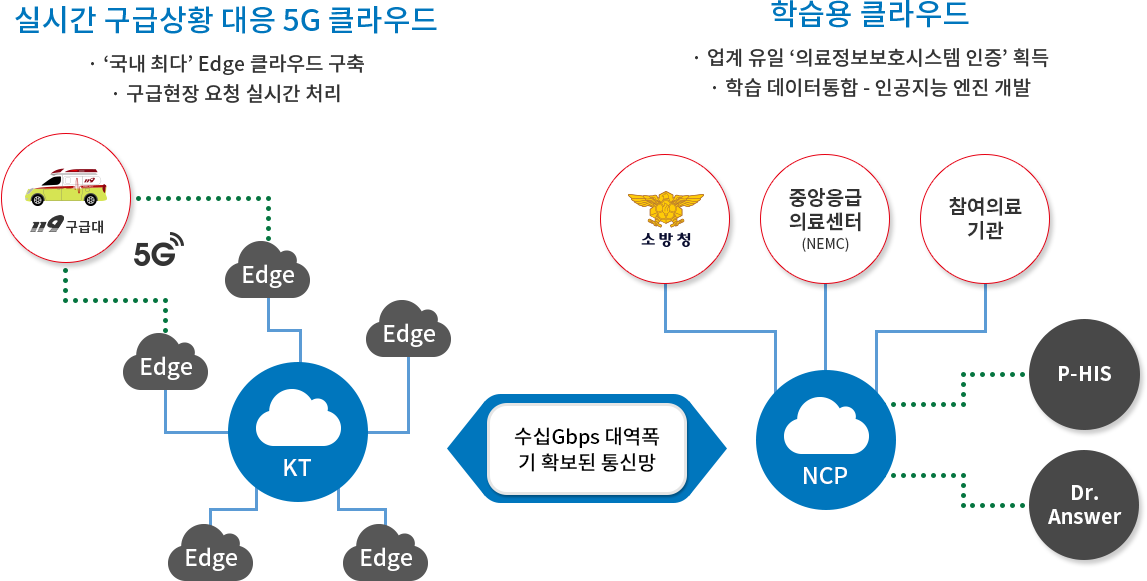 실시간 구급상황 대응 5G 클라우드
· ‘국내 최다’ Edge 클라우드 구축
· 구급현장 요청 실시간 처리
119 구급대
5G
Edge
Edge
Edge
KT
Edge
Edge
수십Gbps 대역폭
기 확보된 통신망
학습용 클라우드
· 업계 유일 ‘의료정보보호시스템 인증’ 획득
· 학습 데이터통합 - 인공지능 엔진 개발
소방청
중앙응급
의료센터
(NEMC)
참여의료
기관
NCP
P-HIS
Dr.
Answer